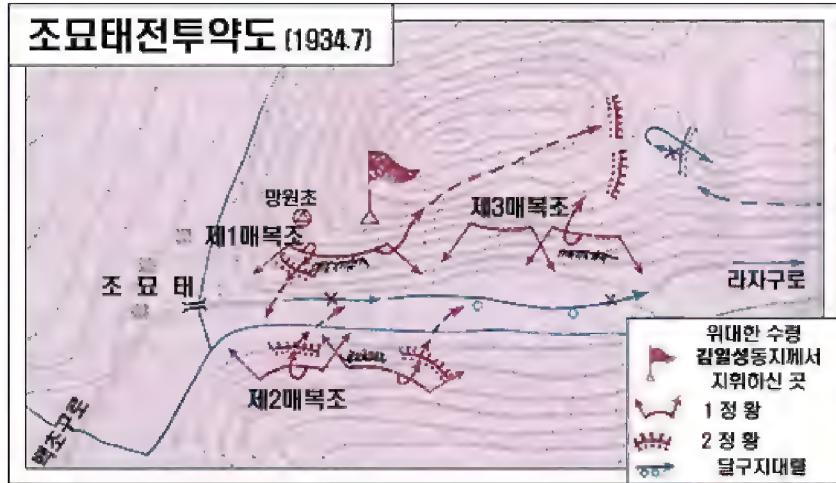 조묘태전투약도 (1934.7)
망원초
제1매복조
제3매복조
조묘태
라자구로
제2매복조
백초구로
위대한 수령
김일성동지께서
지휘하신 곳
1 정황
2 정황
달구지대렬